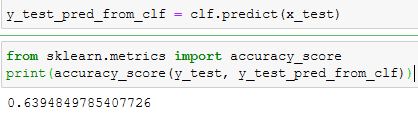 y_test_pred_from_clf = clf.predict(x_test)
from sklearn.metrics import accuracy_score
print(accuracy_score(y_test, y_test_pred_from_clf))
0.6394849785407726